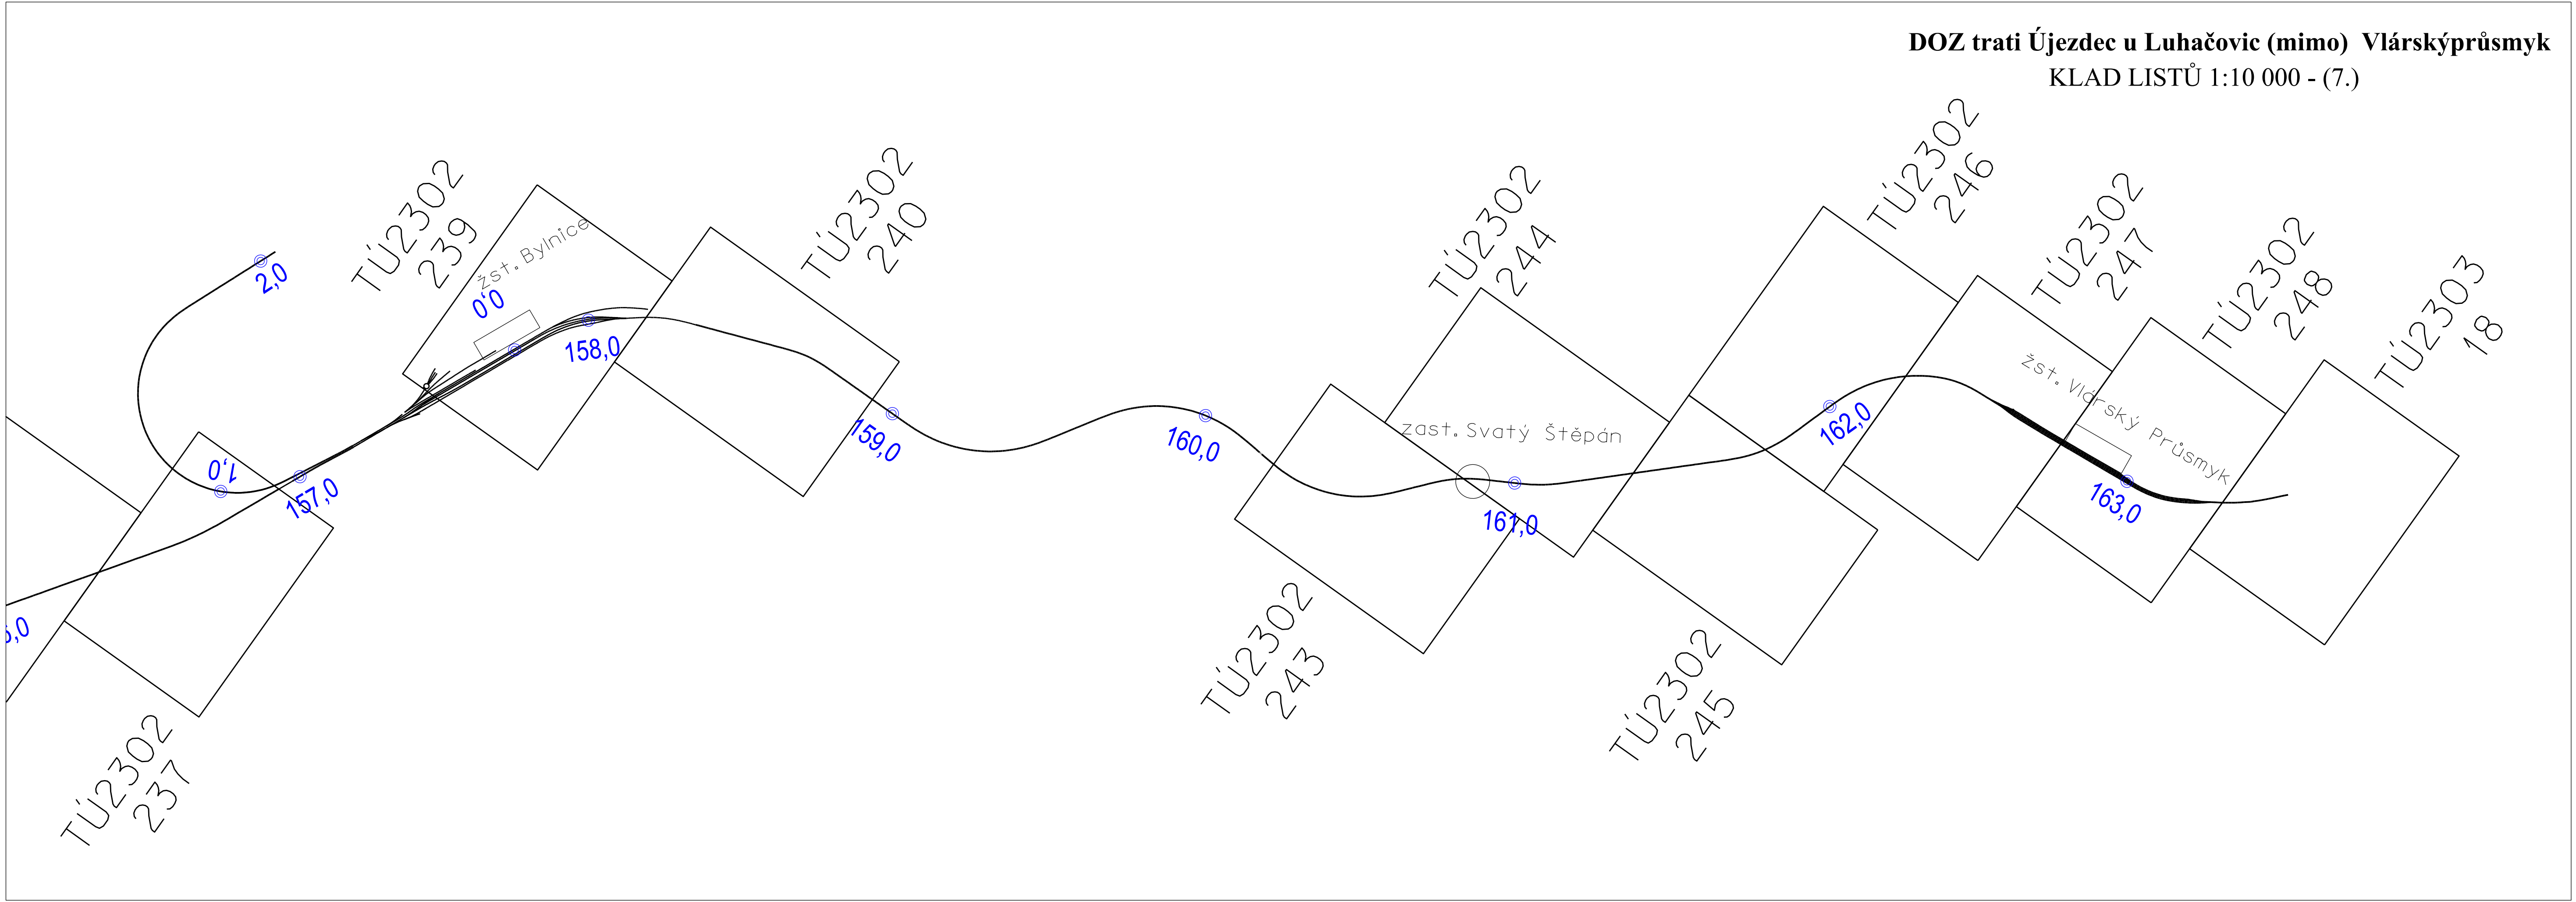 DOZ trati Újezdec u Luhačovic (mimo)  Vlárskýprůsmyk
KLAD LISTŮ 1:10 000 - (7.)
2,0
TÚ2302
239
žst.Bylnice
0,0
158,0
TÚ2302
240
1,0
157,0
5,0
TÚ2302
237
159,0
160,0
TÚ2302
244
zast.Svatý Štěpán
161,0
TÚ2302
243
TÚ2302
246
162,0
TÚ2302
245
TÚ2302
247
žst.Vlárský Průsmyk
163,0
TÚ2302
248
TÚ2303
18